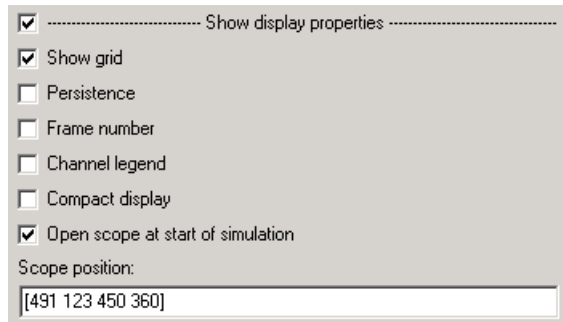 ------------------------------ Show display properties ---------------------------------
Show grid
Persistence
Frame number
Channel legend
Compact display
Open scope at start of simulation
Scope position:
[491 123 450 360]